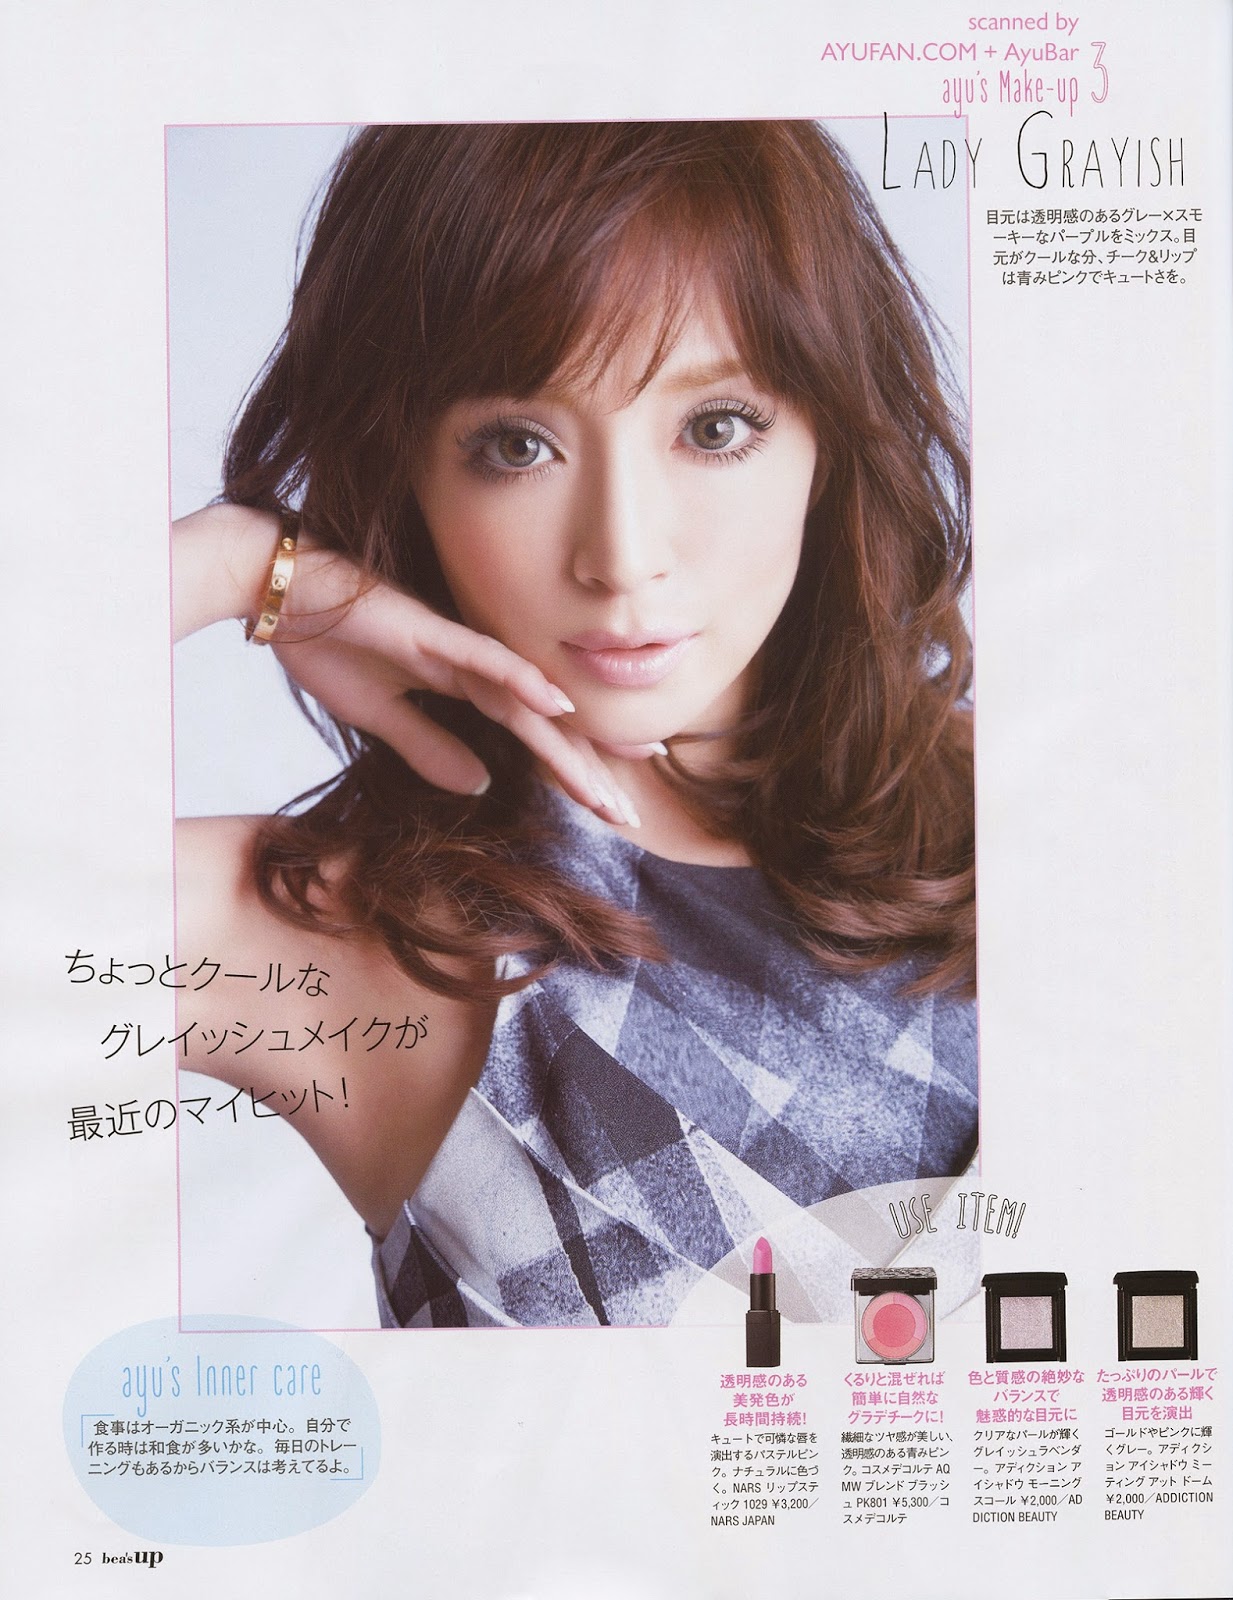 scanned by
AYUFAN.COM + AyuBar
ayu's Make-up 3
LADY GRAYISH
目元は透明感のあるグレー×スモ
ーキーなパープルをミックス。目
元がクールな分、チーク&リップ
は青みピンクでキュートさを。
ちょっとクールな
グレイッシュメイクが
最近のマイヒット!
USE ITEM!
透明感のある
美発色が
長時間持続!
キュートで可憐な唇を
演出するパステルピン
ク。ナチュラルに色づ
く。NARS リップステ
ィック 1029 ¥3,200/
NARS JAPAN
くるりと混ぜれば
簡単に自然な
グラデチークに!
繊細なツヤ感が美しい、
透明感のある青みピン
ク。コスメデコルテ AQ
MW ブレンド ブラッシ
ュ PK801 ¥5,300/コ
スメデコルテ
色と質感の絶妙な
バランスで
魅惑的な目元に
クリアなパールが輝く
グレイッシュラベンダ
ー。アディクション ア
イシャドウ モーニング
スコール ¥2,000/AD
DICTION BEAUTY
たっぷりのパールで
透明感のある輝く
目元を演出
ゴールドやピンクに輝
くグレー。アディクシ
ョン アイシャドウ ミー
ティング アット ドーム
¥2,000/ADDICTION
BEAUTY
ayu's Inner care
「食事はオーガニック系が中心。自分で
作る時は和食が多いかな。毎日のトレー
ニングもあるからバランスは考えてるよ。」
25 bea's up